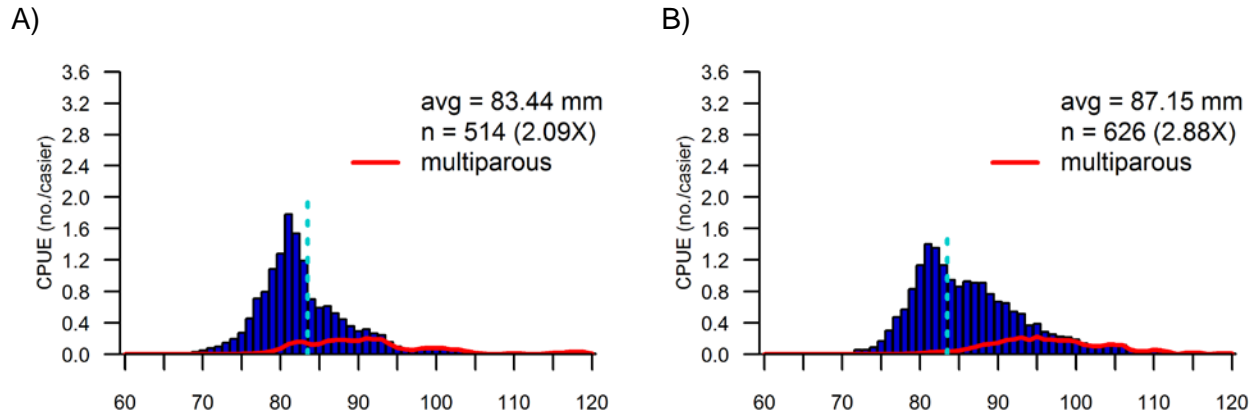 A)
B)
CPUE (no./casier)
3.6
3.2
2.8
2.4
2.0
1.6
1.2
0.8
0.4
0.0
avg = 83.44 mm
n = 514 (2.09X)
multiparous
60 70 80 90 100 110 120
CPUE (no./casier)
3.6
3.2
2.8
2.4
2.0
1.6
1.2
0.8
0.4
0.0
avg = 87.15 mm
n = 626 (2.88X)
multiparous
60 70 80 90 100 110 120